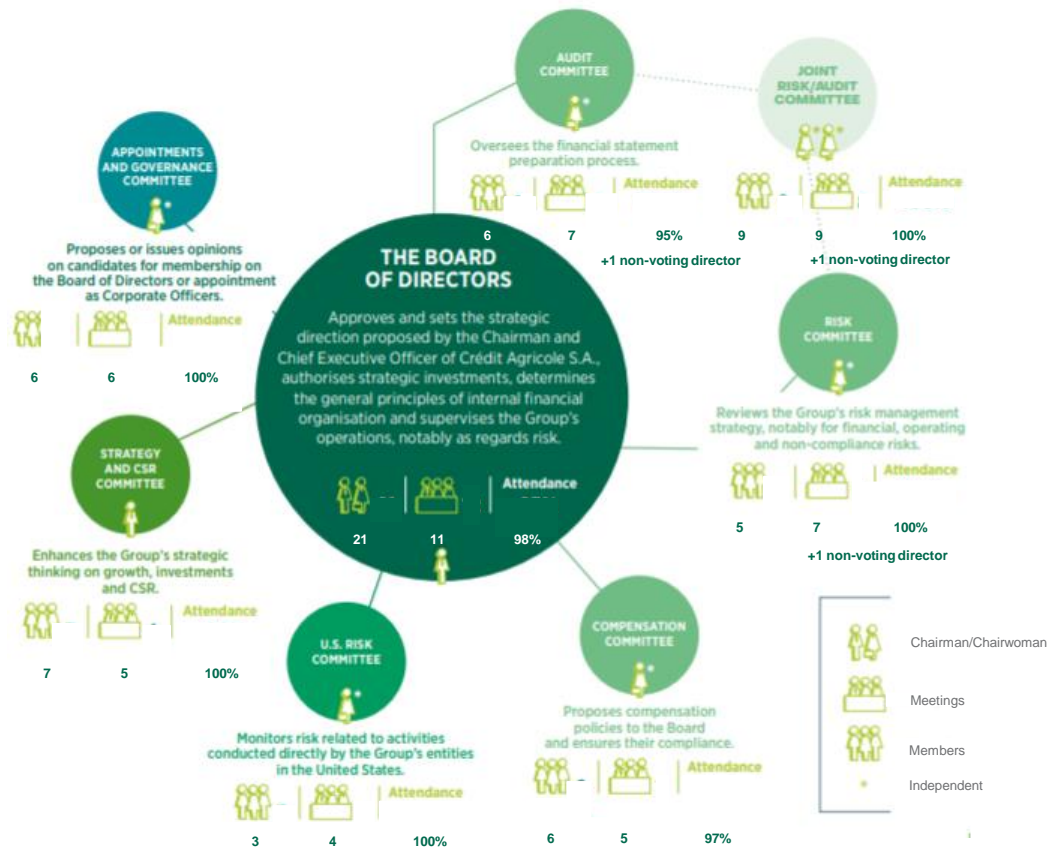 AUDIT
COMMITTEE
Oversees the financial statement
preparation process.
Attendance
6 7 95%
+1 non-voting director
JOINT
RISK/AUDIT
COMMITTEE
Attendance
9 9 100%
+1 non-voting director
APPOINTMENTS
AND GOVERNANCE
COMMITTEE
Proposes or issues opinions
on candidates for membership on
the Board of Directors or appointment
as Corporate Officers.
Attendance
6 6 100%
THE BOARD
OF DIRECTORS
Approves and sets the strategic
direction proposed by the Chairman and
Chief Executive Officer of Crédit Agricole S.A.,
authorises strategic investments, determines
the general principles of internal financial
organisation and supervises the Group's
operations, notably as regards risk.
Attendance
21 11 98%
RISK
COMMITTEE
Reviews the Group's risk management
strategy, notably for financial, operating
and non-compliance risks.
Attendance
5 7 100%
+1 non-voting director
STRATEGY
AND CSR
COMMITTEE
Enhances the Group's strategic
thinking on growth, investments
and CSR.
Attendance
7 5 100%
U.S. RISK
COMMITTEE
Monitors risk related to activities
conducted directly by the Group's entities
in the United States.
Attendance
3 4 100%
COMPENSATION
COMMITTEE
Proposes compensation
policies to the Board
and ensures their compliance.
Attendance
6 5 97%
Chairman/Chairwoman
Meetings
Members
* Independent